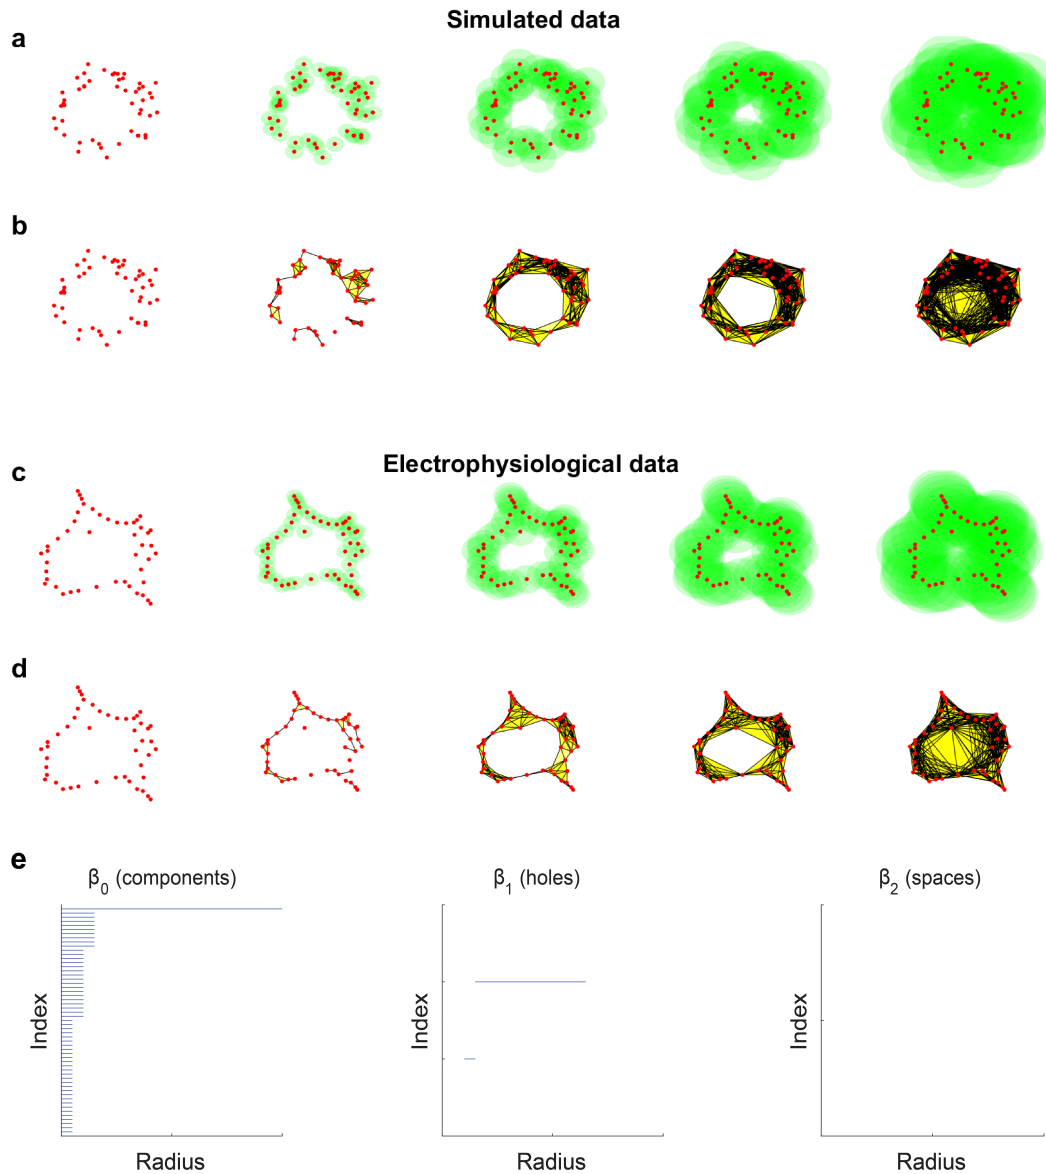 Simulated data
a
b
Electrophysiological data
c
d
e
β0 (components)
β1 (holes)
β2 (spaces)
Index
Index
Index
Radius
Radius
Radius